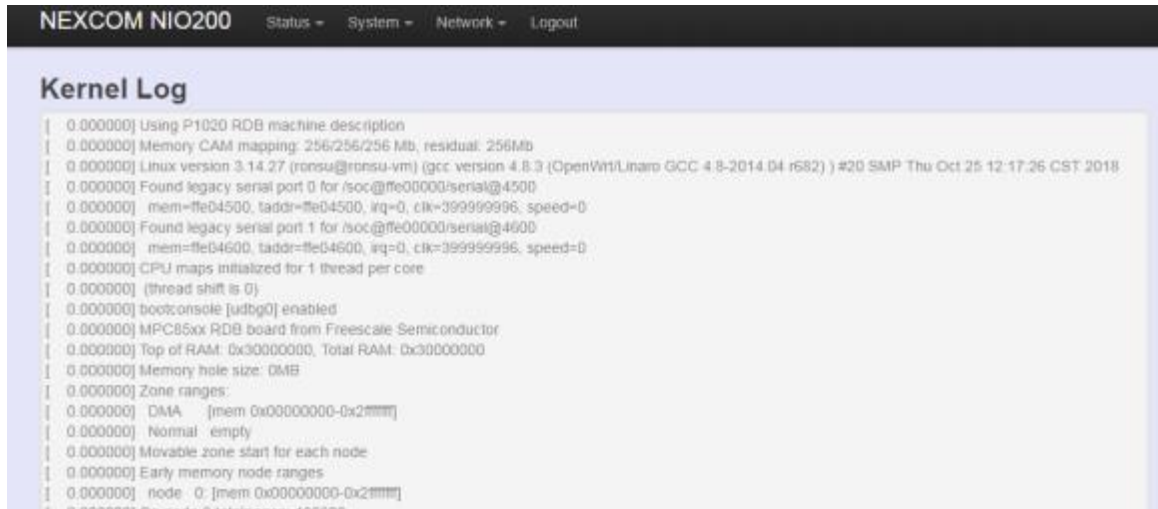 NEXCOM NIO200 Status System Network Logout
Kernel Log
[ 0.000000] Using P1020 RDB machine description
[ 0.000000] Memory CAM mapping: 256/256/256 Mb, residual: 256Mb
[ 0.000000] Linux version 3.14.27 (ronsu@ronsu-vm) (gcc version 4.8.3 (OpenWrt/Linaro GCC 4.8-2014.04 r682) ) #20 SMP Thu Oct 25 12:17:26 CST 2018
[ 0.000000] Found legacy serial port 0 for /soc@ffe00000/serial@4500
[ 0.000000] mem=ffe04500, taddr=ffe04500, irq=0, clk=399999996, speed=0
[ 0.000000] Found legacy serial port 1 for /soc@ffe00000/serial@4600
[ 0.000000] mem=ffe04600, taddr=ffe04600, irq=0, clk=399999996, speed=0
[ 0.000000] CPU maps initialized for 1 thread per core
[ 0.000000] (thread shift is 0)
[ 0.000000] bootconsole [udbg0] enabled
[ 0.000000] MPC85xx RDB board from Freescale Semiconductor
[ 0.000000] Top of RAM: 0x30000000, Total RAM: 0x30000000
[ 0.000000] Memory hole size: 0MB
[ 0.000000] Zone ranges:
[ 0.000000] DMA [mem 0x00000000-0x2fffffff]
[ 0.000000] Normal empty
[ 0.000000] Movable zone start for each node
[ 0.000000] Early memory node ranges
[ 0.000000] node 0: [mem 0x00000000-0x2fffffff]